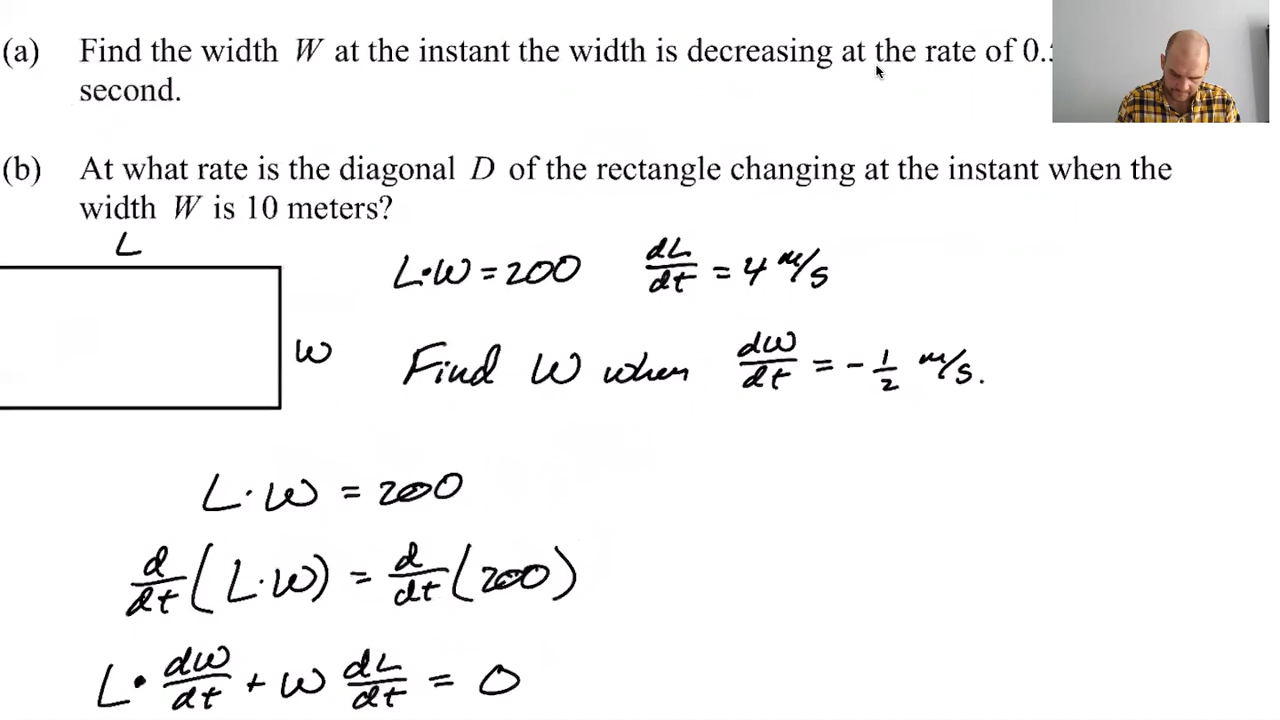 (a) Find the width W at the instant the width is decreasing at the rate of 0.
second.
(b) At what rate is the diagonal D of the rectangle changing at the instant when the
width W is 10 meters?
L
L·W = 200 dL/dt = 4 m/s
W
Find W when dW/dt = -1/2 m/s.
L·W = 200
d/dt (L·W) = d/dt (200)
L· dW/dt + W dL/dt = 0